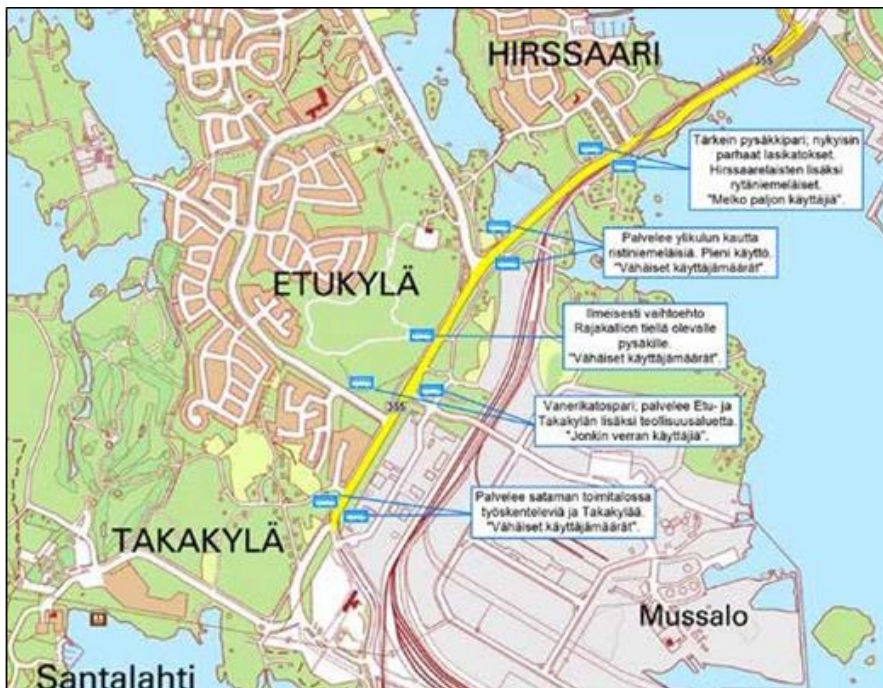 HIRSSAARI
355
Tärkein pysäkkipari; nykyisin
parhaat lasikatokset.
Hirssaarelaisten lisäksi
rytäniemeläiset.
"Melko paljon käyttäjiä".
Palvelee ylikulun kautta
ristiniemeläisiä. Pieni käyttö.
"Vähäiset käyttäjämäärät".
ETUKYLÄ
Ilmeisesti vaihtoehto
Rajakallion tiellä olevalle
pysäkille.
"Vähäiset käyttäjämäärät".
355
Vanerikatospari; palvelee Etu- ja
Takakylän lisäksi teollisuusaluetta.
"Jonkin verran käyttäjiä".
Palvelee sataman toimitalossa
työskenteleviä ja Takakylää.
"Vähäiset käyttäjämäärät".
TAKAKYLÄ
Mussalo
Santalahti